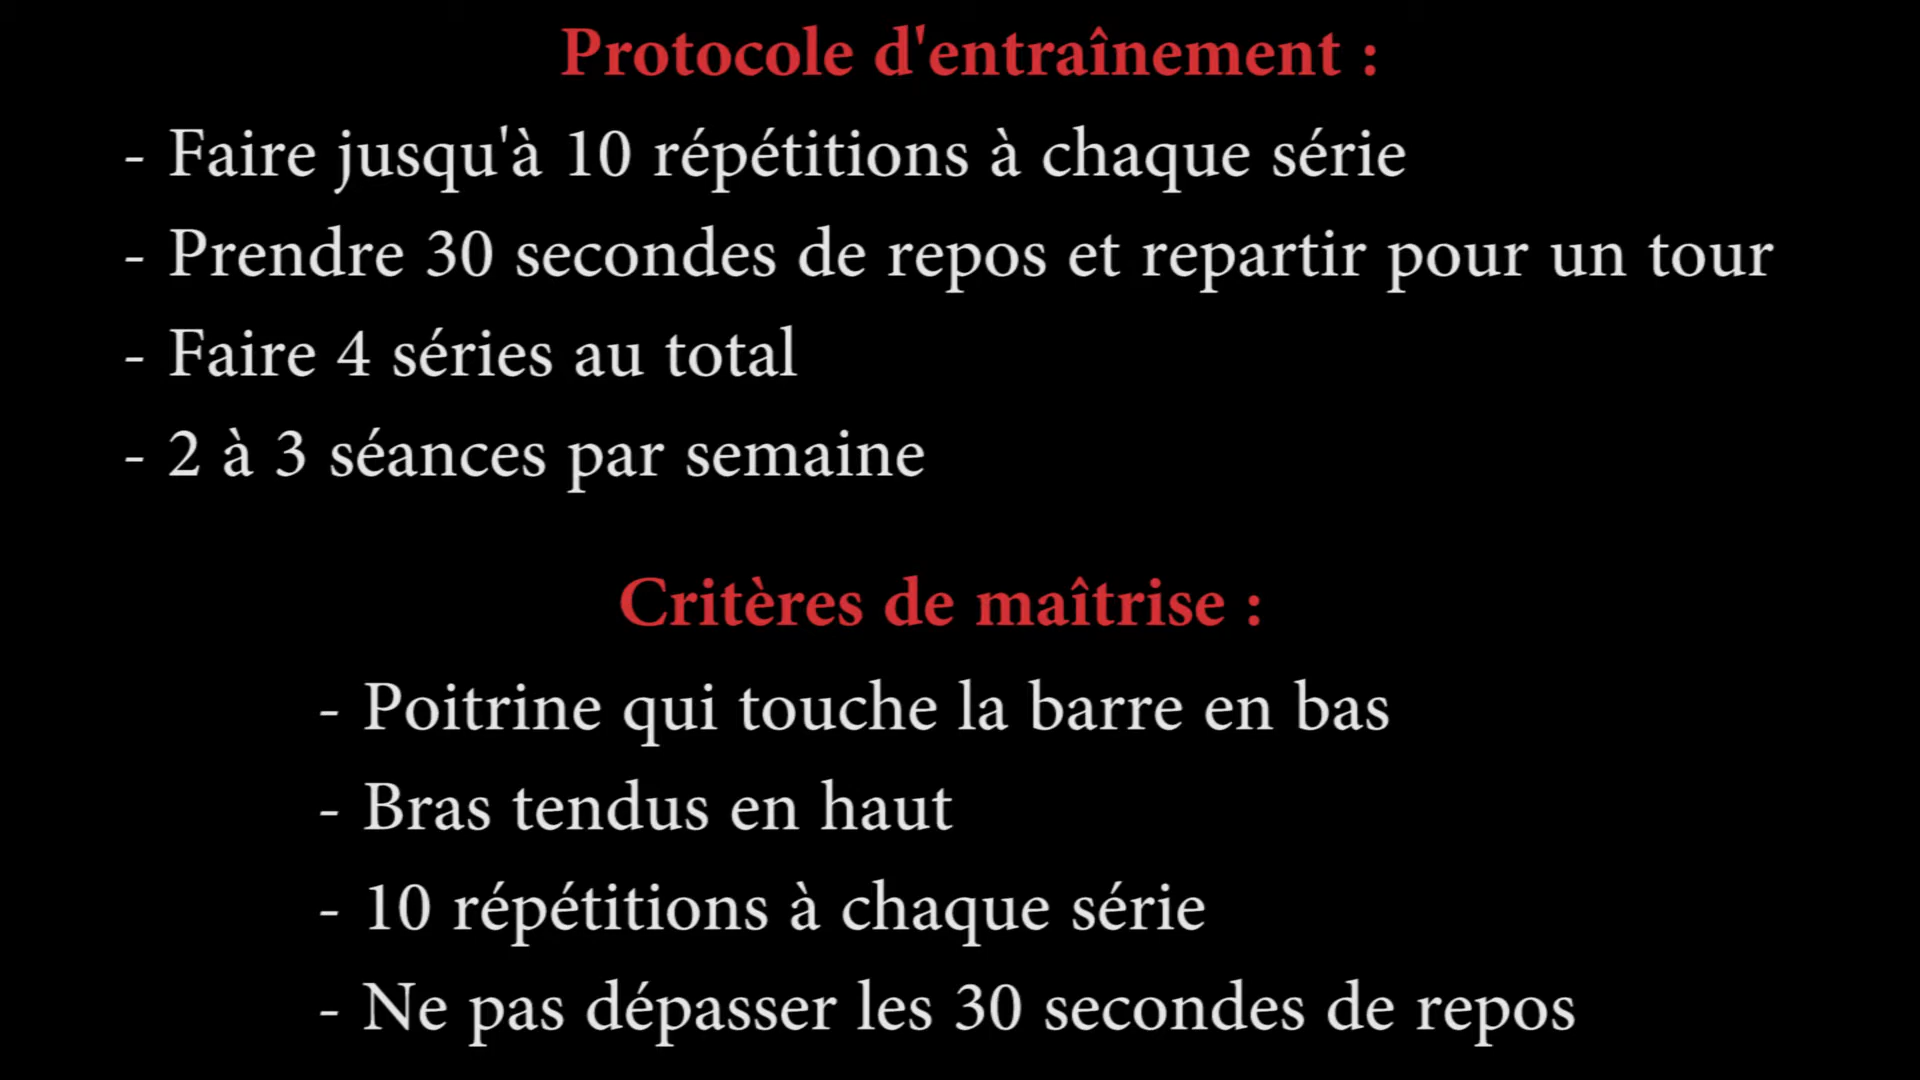 Protocole d'entraînement :
- Faire jusqu'à 10 répétitions à chaque série
- Prendre 30 secondes de repos et repartir pour un tour
- Faire 4 séries au total
- 2 à 3 séances par semaine
Critères de maîtrise :
- Poitrine qui touche la barre en bas
- Bras tendus en haut
- 10 répétitions à chaque série
- Ne pas dépasser les 30 secondes de repos